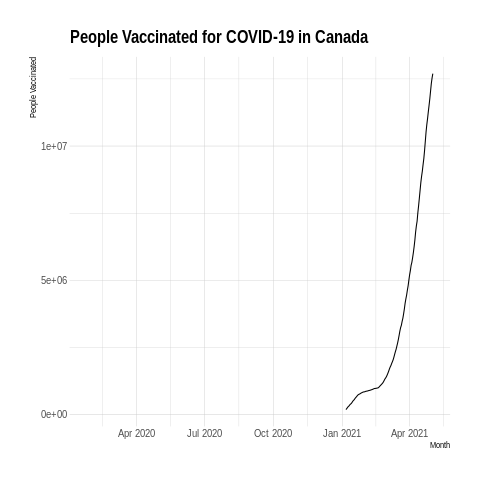 People Vaccinated for COVID-19 in Canada
People Vaccinated
1e+07
5e+06
0e+00
Apr 2020 Jul 2020 Oct 2020 Jan 2021 Apr 2021
Month